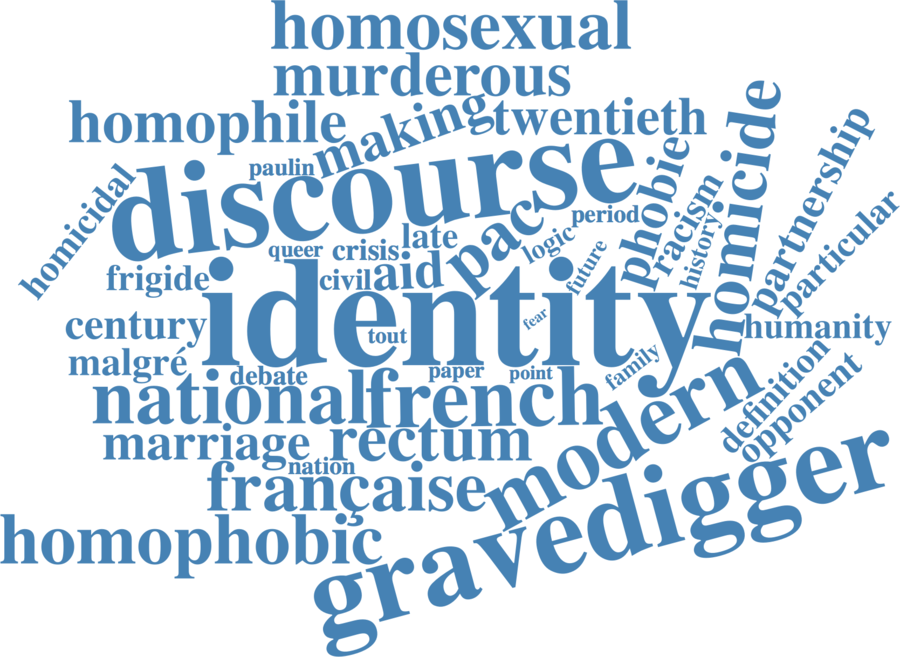 homosexual
murderous
homophile
making
twentieth
paulin
discourse
homicidal
phobie
racism
history
homicide
partnership
particular
period
pac
logic
future
queer
crisis
late
frigide
civil
aid
identity
century
tout
fear
humanity
malgré
debate
paper
point
family
national
french
modern
definition
opponent
marriage
rectum
nation
française
gravedigger
homophobic